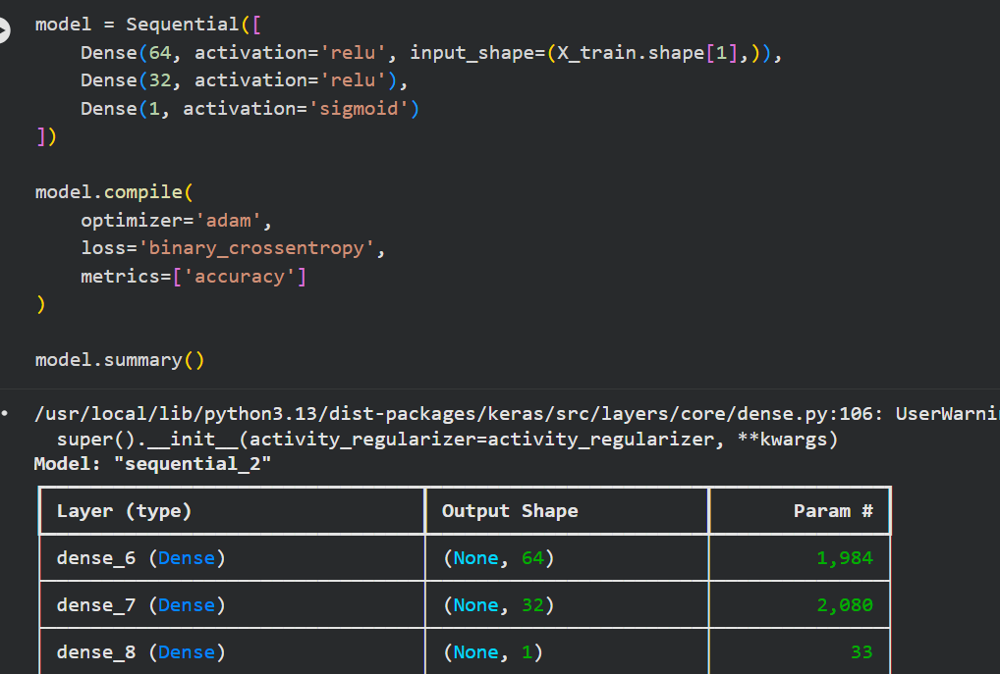 model = Sequential([
    Dense(64, activation='relu', input_shape=(X_train.shape[1],)),
    Dense(32, activation='relu'),
    Dense(1, activation='sigmoid')
])
model.compile(
    optimizer='adam',
    loss='binary_crossentropy',
    metrics=['accuracy']
)
model.summary()
/usr/local/lib/python3.13/dist-packages/keras/src/layers/core/dense.py:106: UserWarni
  super().__init__(activity_regularizer=activity_regularizer, **kwargs)
Model: "sequential_2"
Layer (type) Output Shape Param #
dense_6 (Dense) (None, 64) 1,984
dense_7 (Dense) (None, 32) 2,080
dense_8 (Dense) (None, 1) 33